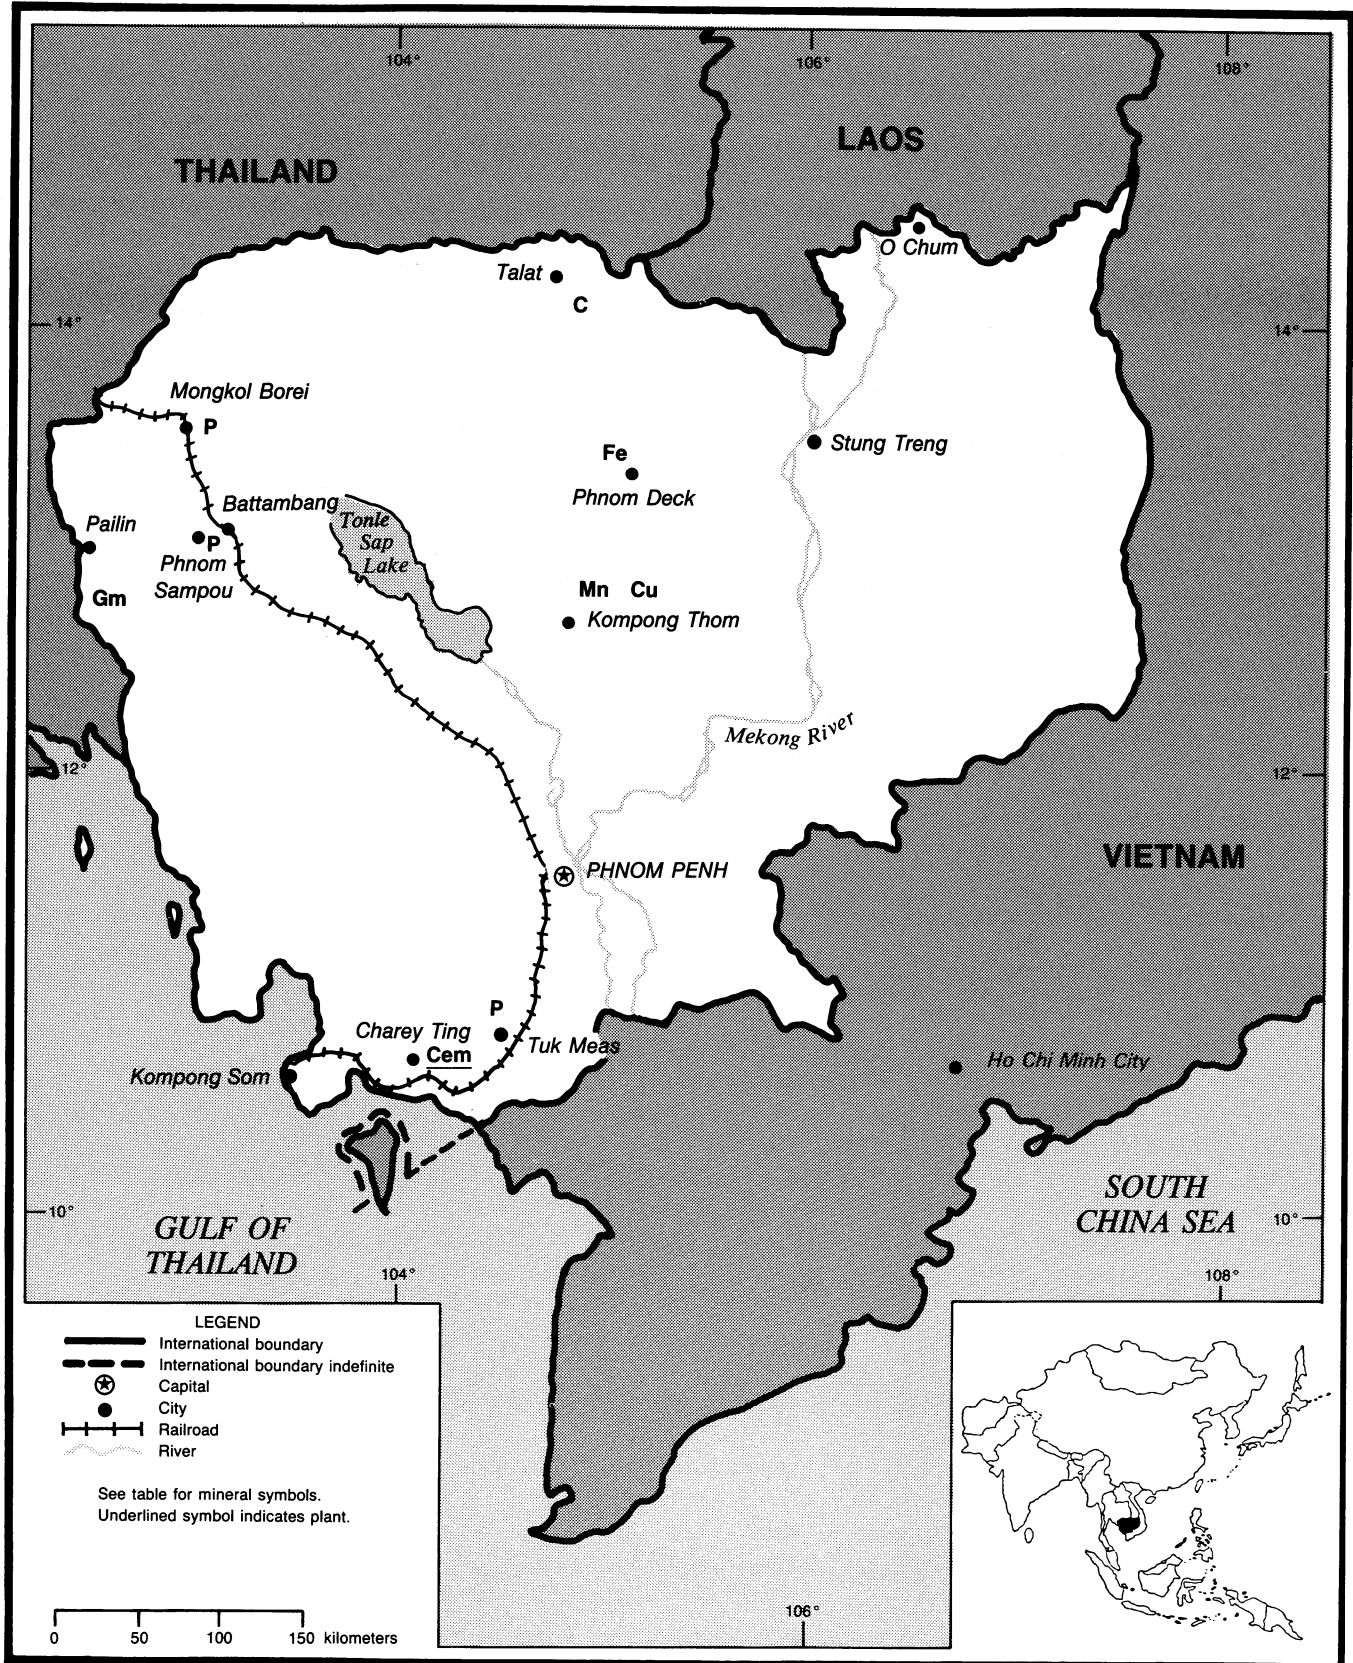 104°
106°
108°
LAOS
THAILAND
O Chum
Talat
C
14°
14°
Mongkol Borei
P
Stung Treng
Fe
Phnom Deck
Battambang
Pailin
Tonle
Sap
Lake
P
Phnom
Sampou
Gm
Mn Cu
Kompong Thom
Mekong River
12°
12°
VIETNAM
PHNOM PENH
P
Charey Ting
Tuk Meas
Cem
Kompong Som
Ho Chi Minh City
SOUTH
CHINA SEA
10°
10°
GULF OF
THAILAND
104°
108°
LEGEND
International boundary
International boundary indefinite
Capital
City
Railroad
River
See table for mineral symbols.
Underlined symbol indicates plant.
106°
0 50 100 150 kilometers